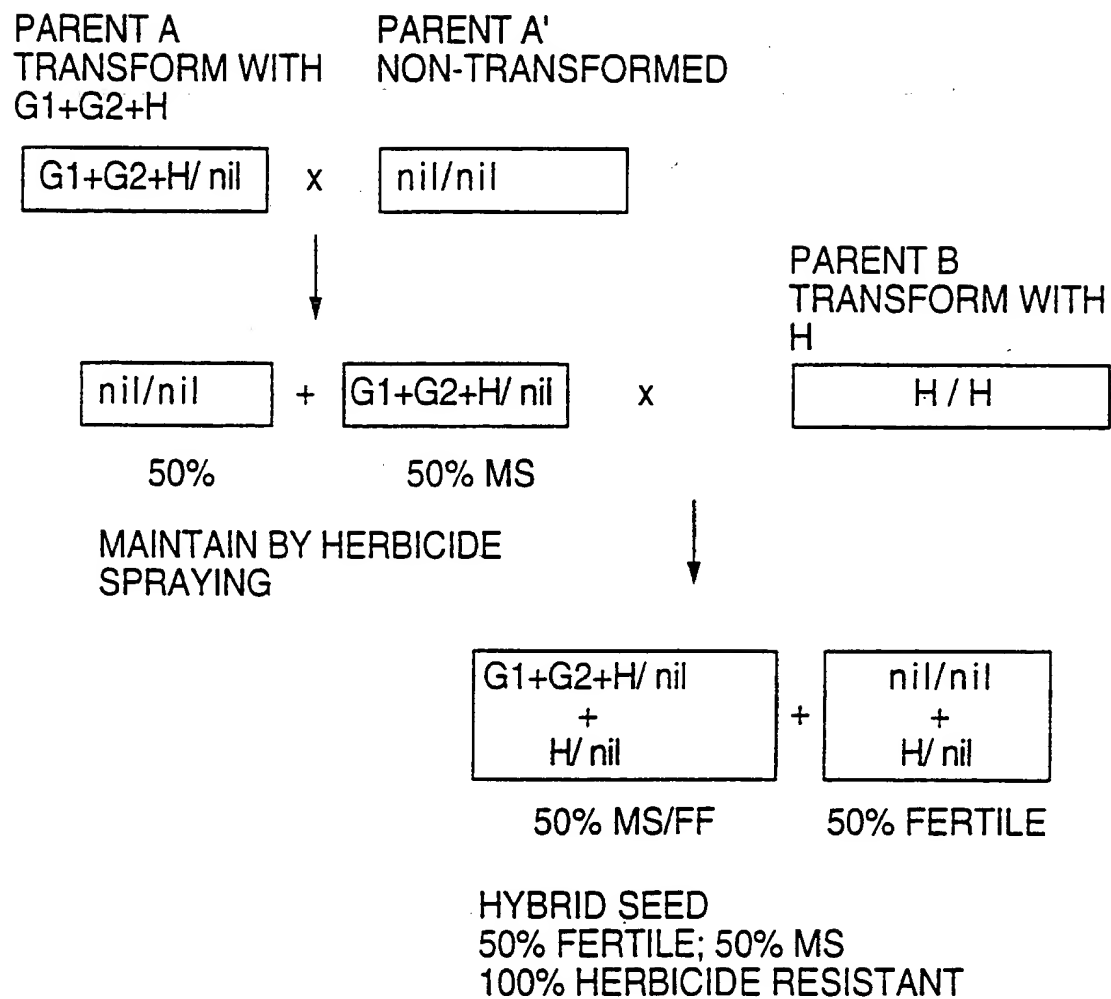 PARENT A
TRANSFORM WITH
G1+G2+H
PARENT A'
NON-TRANSFORMED
G1+G2+H/ nil
x
nil/nil
PARENT B
TRANSFORM WITH
H
nil/nil
+
G1+G2+H/ nil
x
H / H
50%
50% MS
MAINTAIN BY HERBICIDE
SPRAYING
G1+G2+H/ nil
+
H/ nil
+
nil/nil
+
H/ nil
50% MS/FF
50% FERTILE
HYBRID SEED
50% FERTILE; 50% MS
100% HERBICIDE RESISTANT